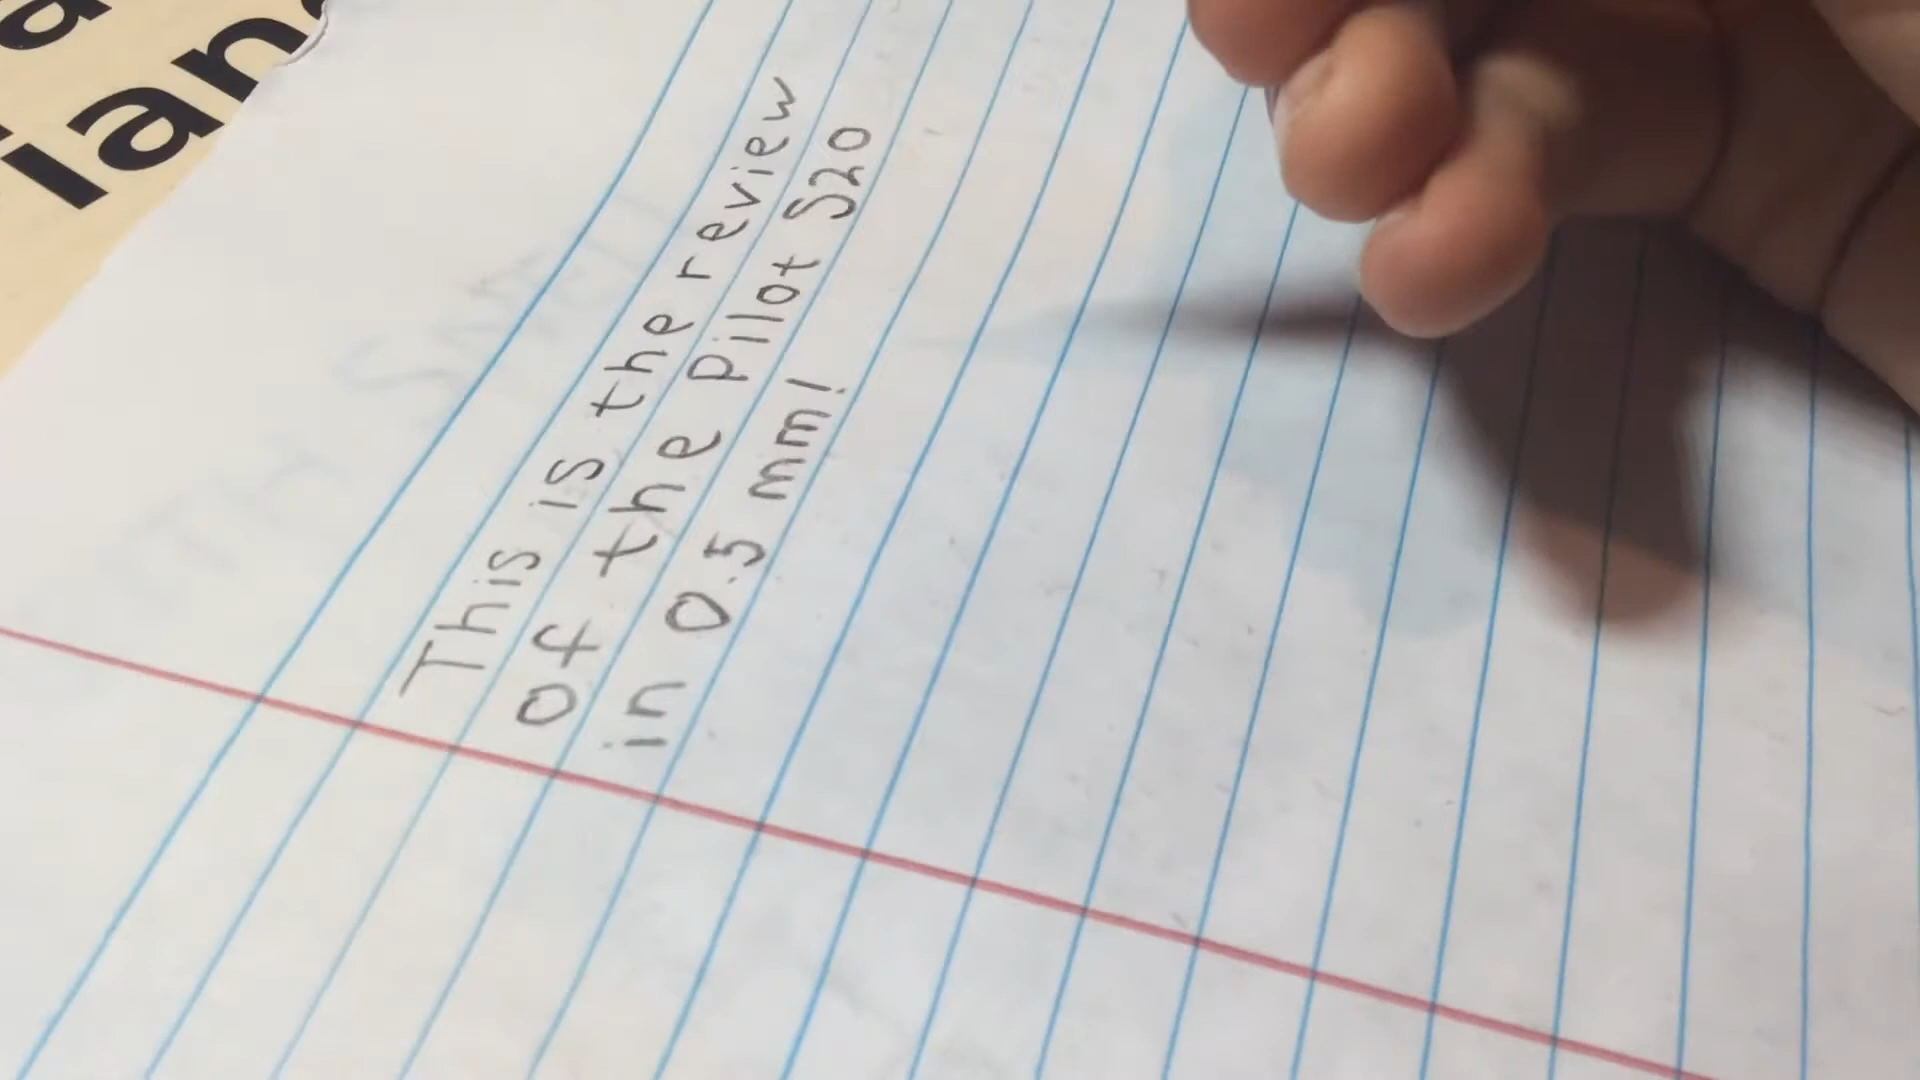 This is the review
of the Pilot S20
in 0.5 mm!